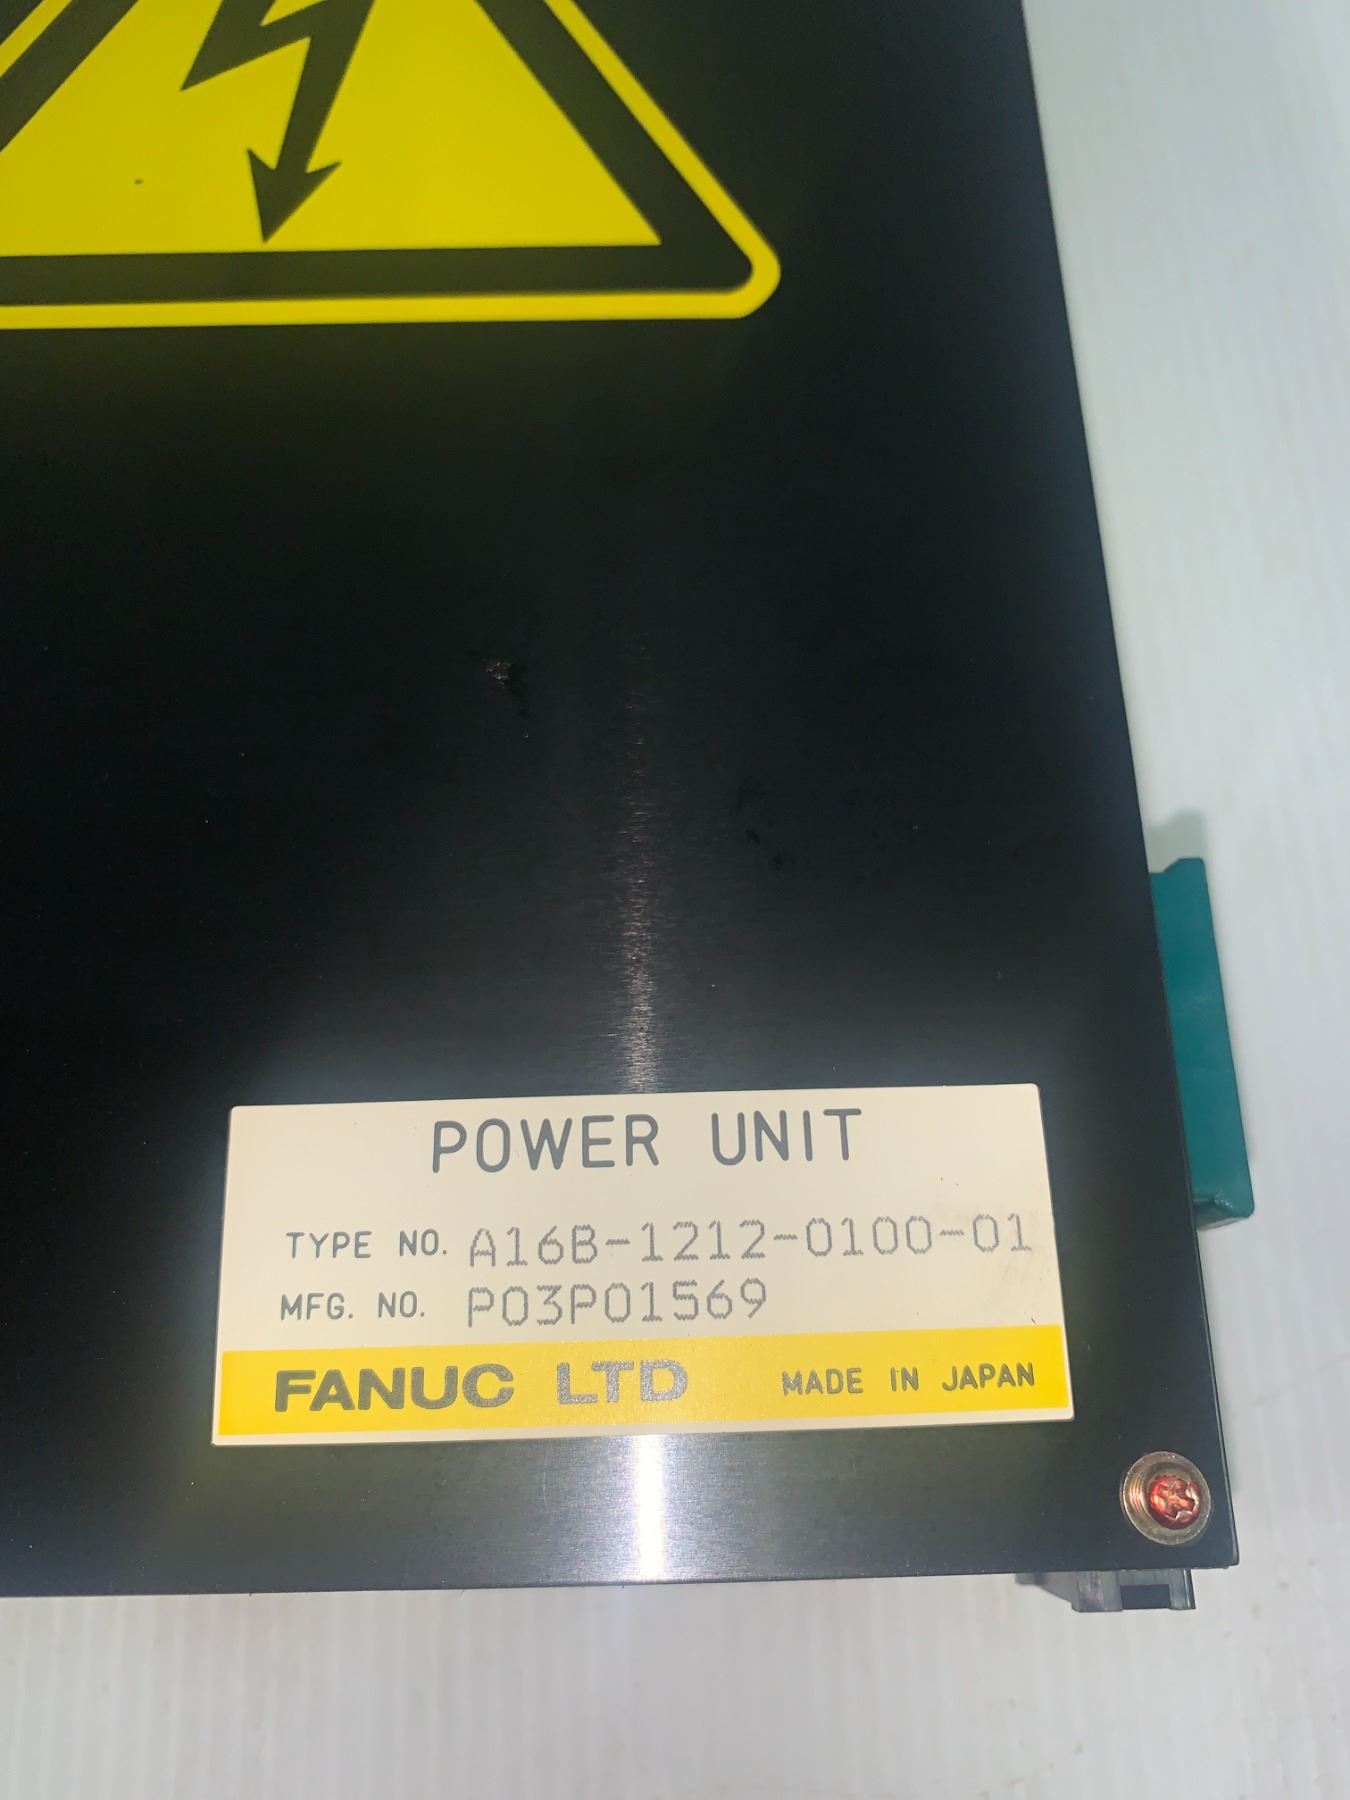 POWER UNIT
TYPE NO. A16B-1212-0100-01
MFG. NO. P03P01569
FANUC LTD MADE IN JAPAN